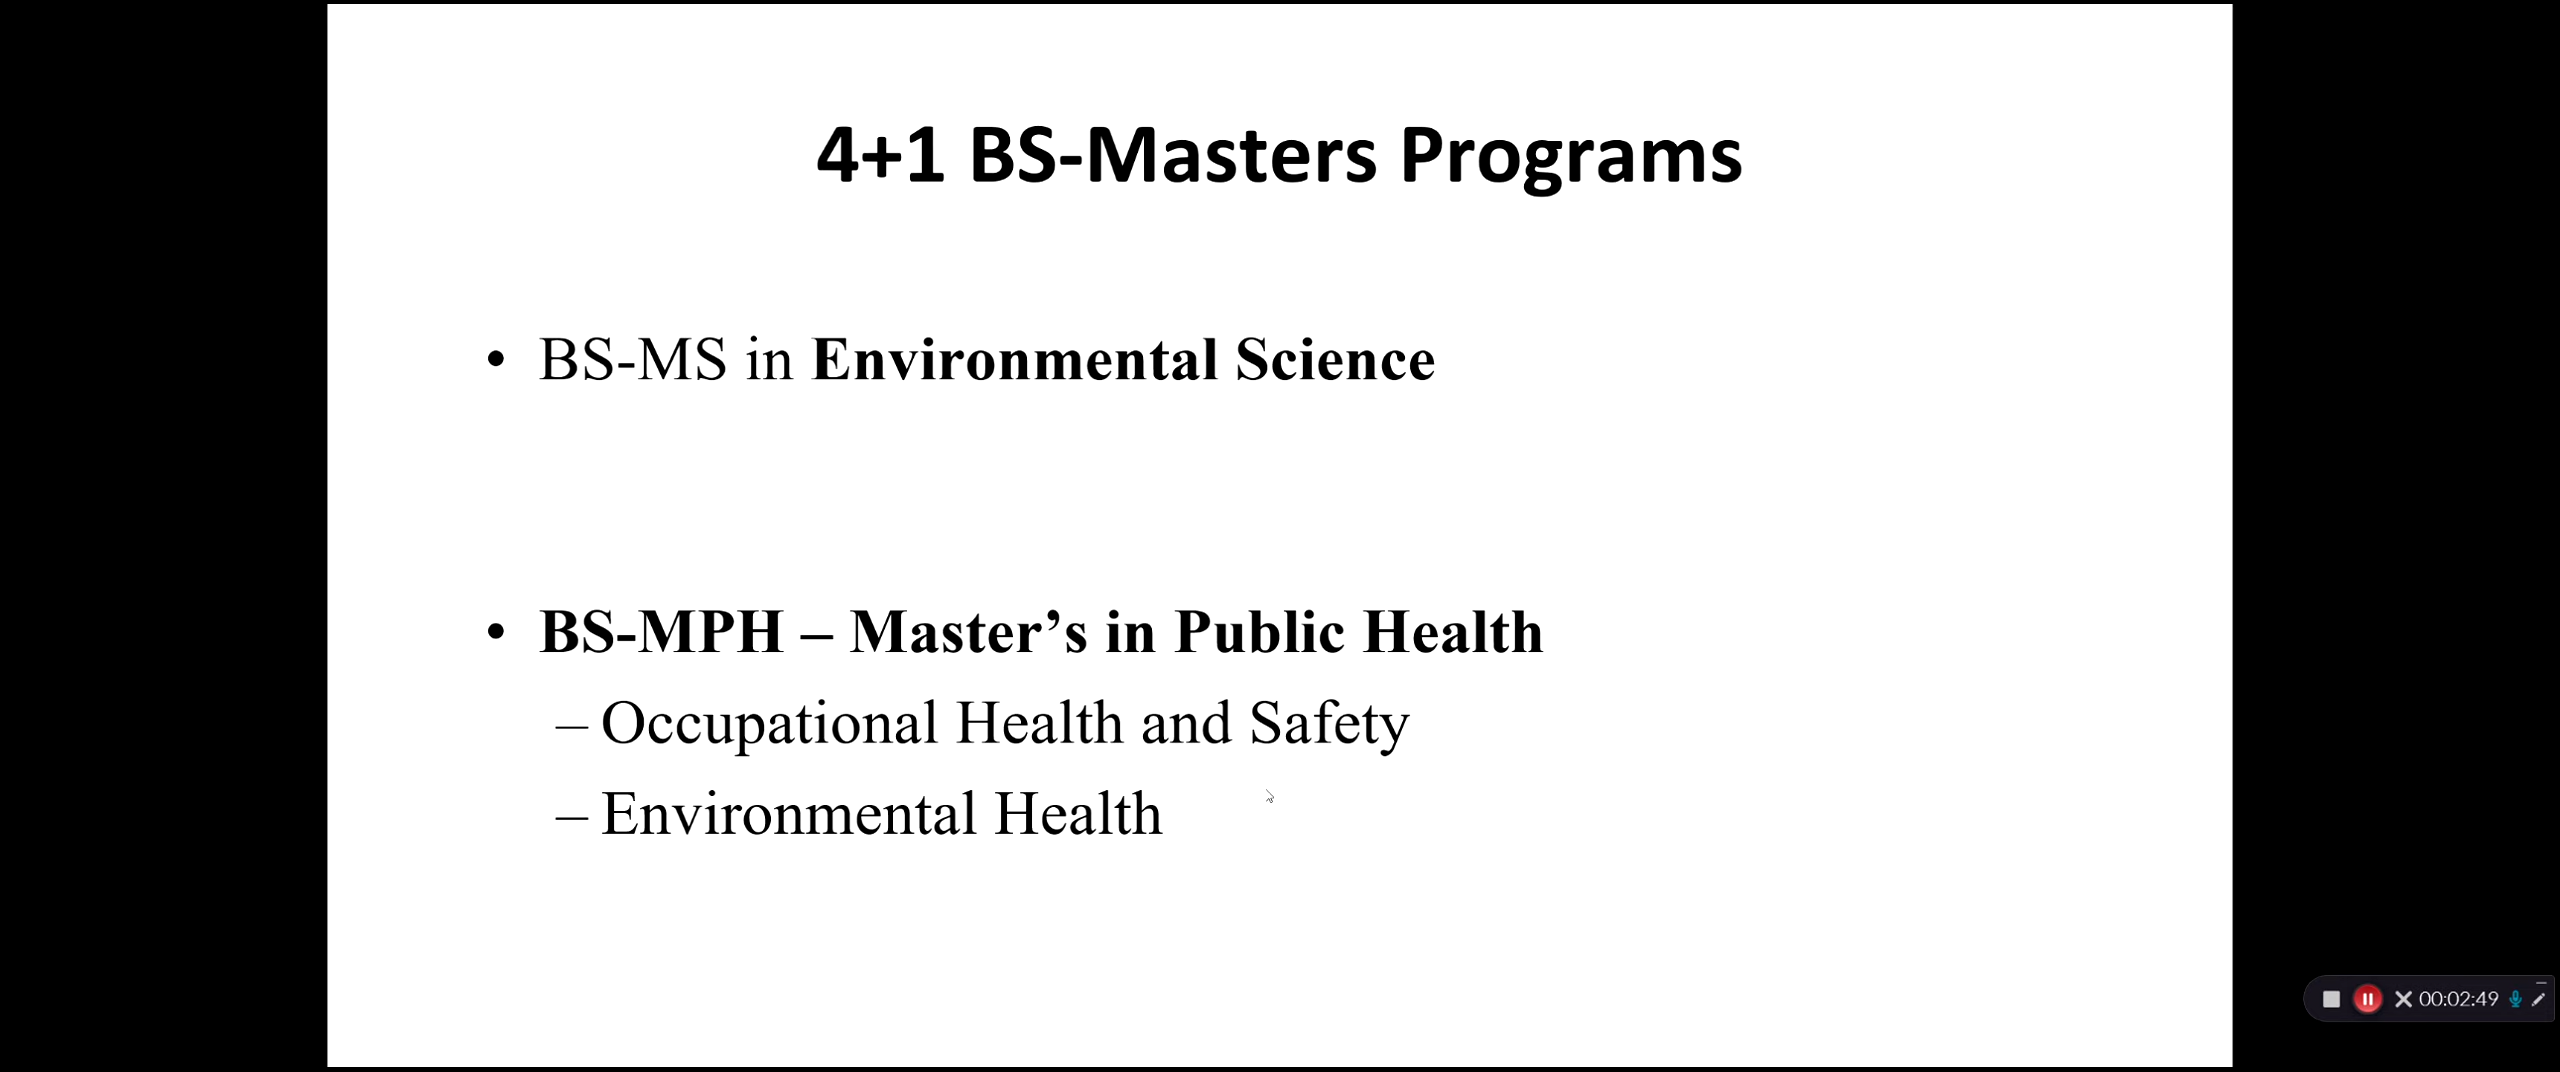 4+1 BS-Masters Programs
• BS-MS in Environmental Science
• BS-MPH – Master’s in Public Health
– Occupational Health and Safety
– Environmental Health
00:02:49